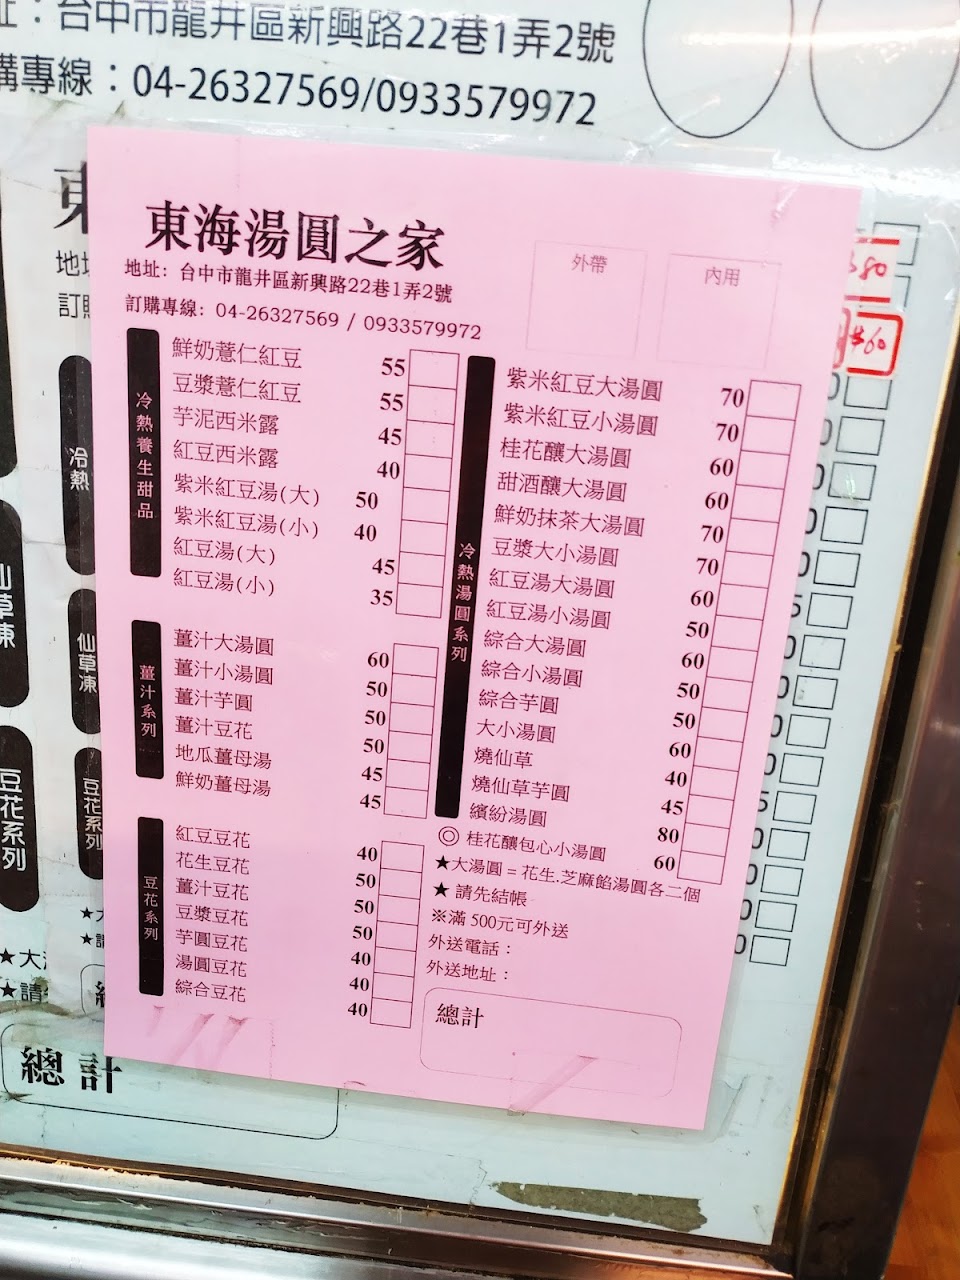 址：台中市龍井區新興路22巷1弄2號
購專線：04-26327569/0933579972
東海湯圓之家
地址: 台中市龍井區新興路22巷1弄2號
訂購專線: 04-26327569 / 0933579972
外帶
內用
冷熱養生甜品
鮮奶薏仁紅豆 55
豆漿薏仁紅豆 55
芋泥西米露 45
紅豆西米露 40
紫米紅豆湯(大) 50
紫米紅豆湯(小) 40
紅豆湯(大) 45
紅豆湯(小) 35
薑汁系列
薑汁大湯圓 60
薑汁小湯圓 50
薑汁芋圓 50
薑汁豆花 50
地瓜薑母湯 45
鮮奶薑母湯 45
豆花系列
紅豆豆花 40
花生豆花 50
薑汁豆花 50
豆漿豆花 50
芋圓豆花 40
湯圓豆花 40
綜合豆花 40
冷熱湯圓系列
紫米紅豆大湯圓 70
紫米紅豆小湯圓 70
桂花釀大湯圓 60
甜酒釀大湯圓 60
鮮奶抹茶大湯圓 70
豆漿大小湯圓 70
紅豆湯大湯圓 60
紅豆湯小湯圓 50
綜合大湯圓 60
綜合小湯圓 50
綜合芋圓 50
大小湯圓 60
燒仙草 40
燒仙草芋圓 45
繽紛湯圓 80
◎ 桂花釀包心小湯圓 60
★大湯圓 = 花生.芝麻餡湯圓各二個
★ 請先結帳
※滿 500元可外送
外送電話：
外送地址：
總計
東
地
訂
冷熱
仙草凍
仙草凍
豆花系列
豆花系列
$60
★大
★請
總計